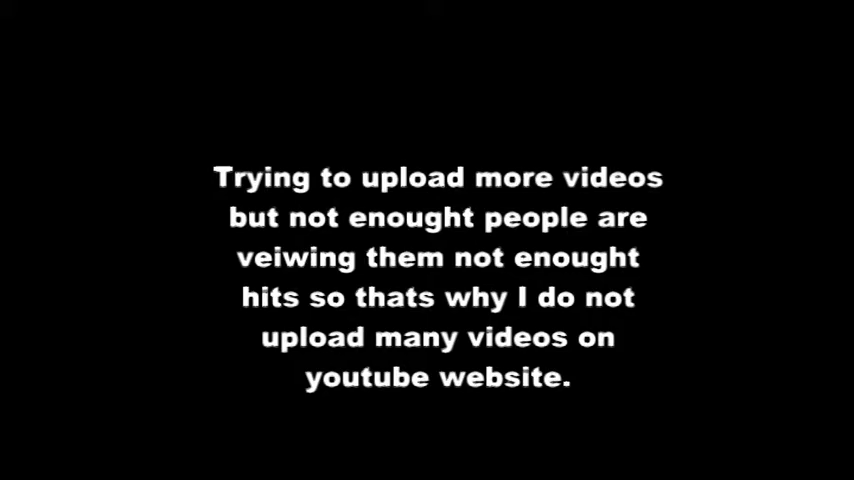 Trying to upload more videos
but not enought people are
veiwing them not enought
hits so thats why I do not
upload many videos on
youtube website.